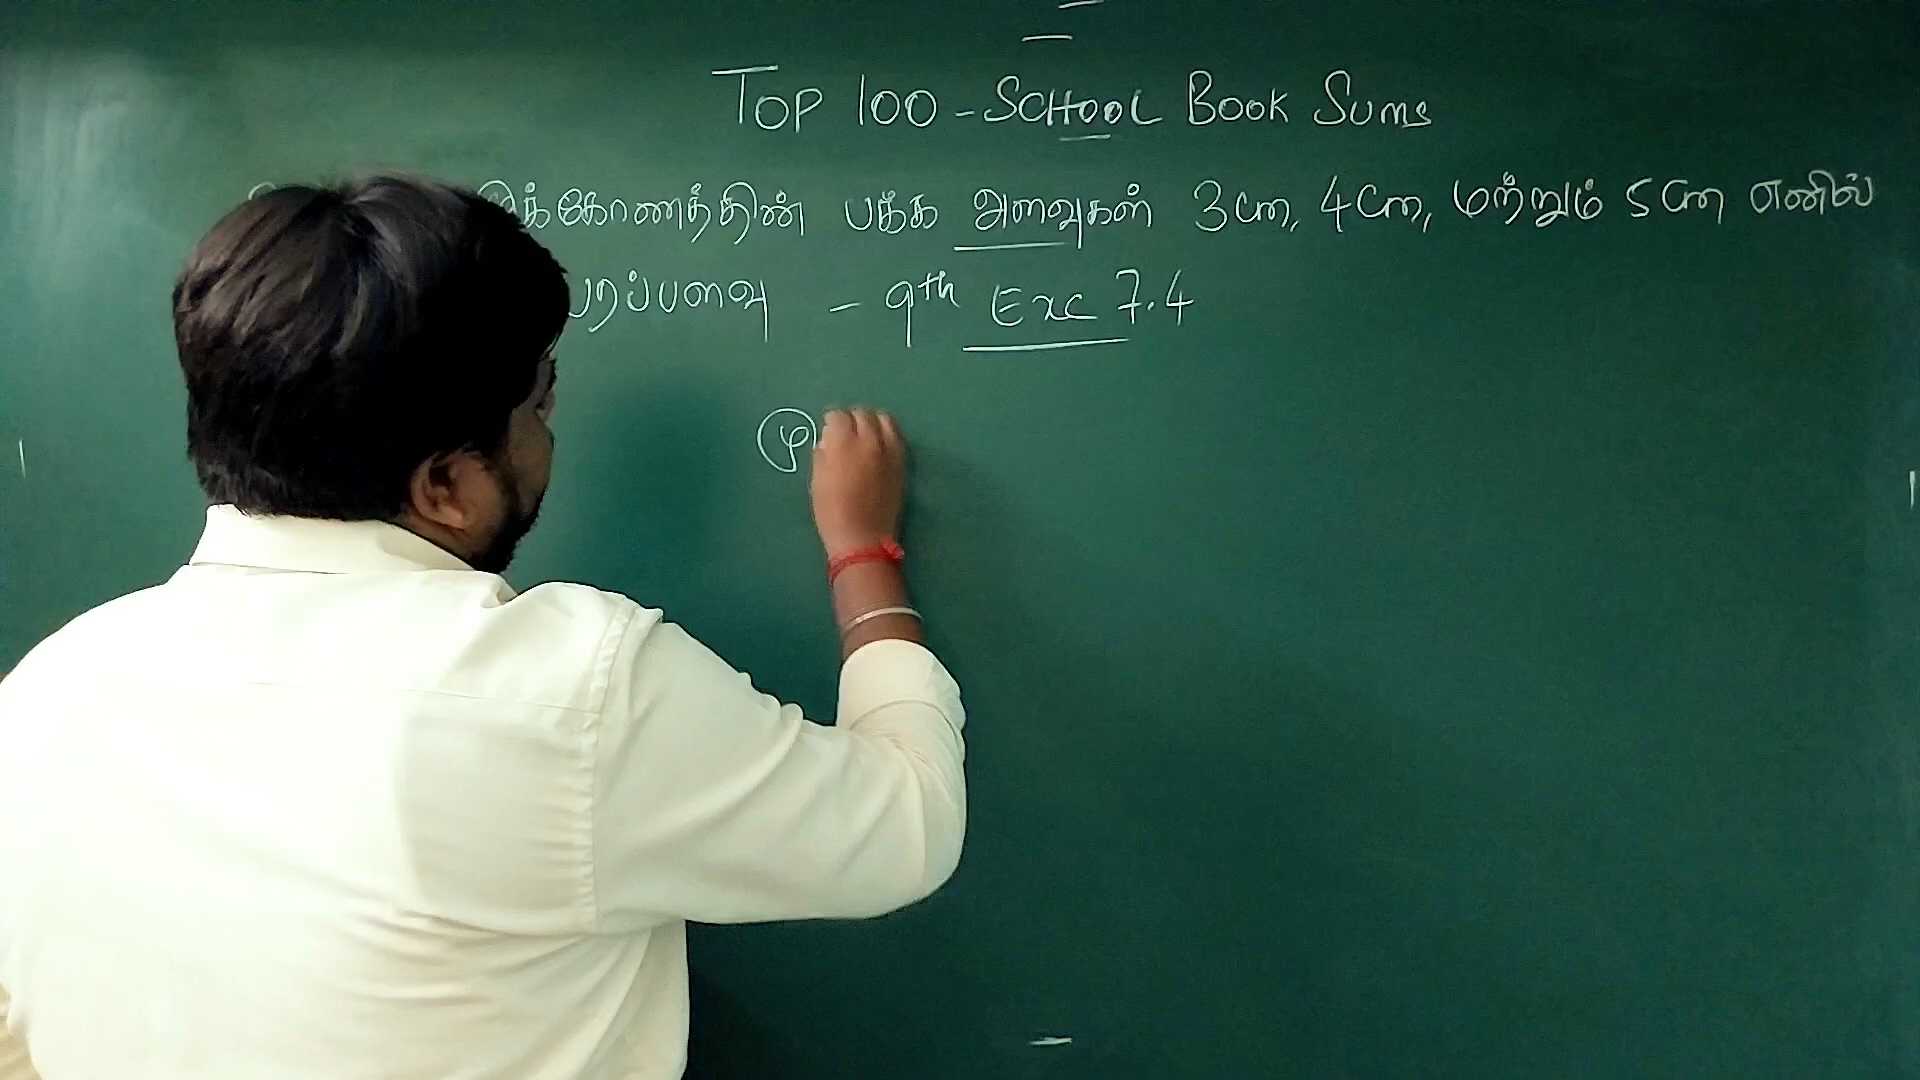 TOP 100 - SCHOOL Book Sums
பக்க அளவுகள் 3cm, 4cm, மற்றும் 5cm எனில்
பரப்பளவு - 9th Exc 7.4
மு